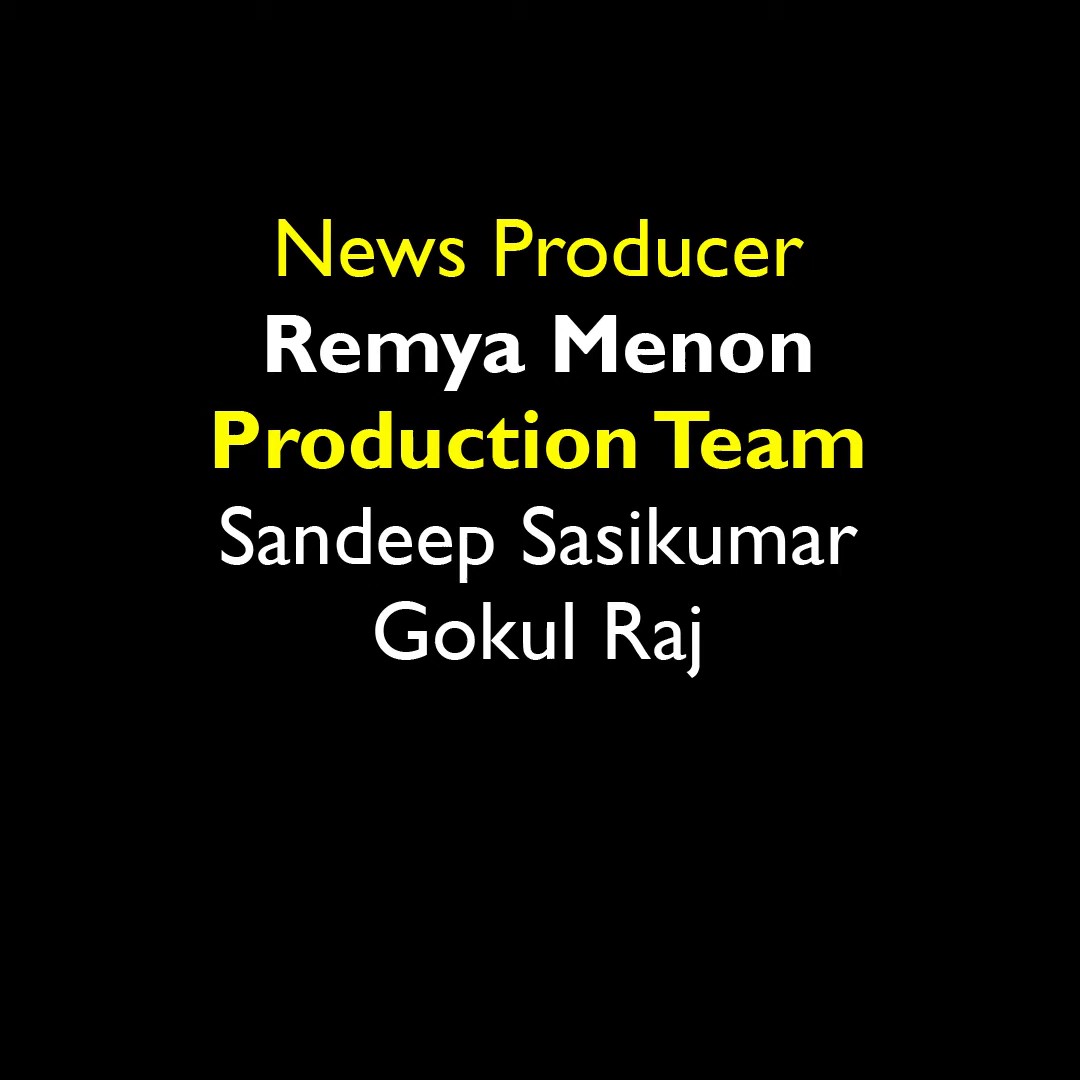 News Producer
Remya Menon
Production Team
Sandeep Sasikumar
Gokul Raj